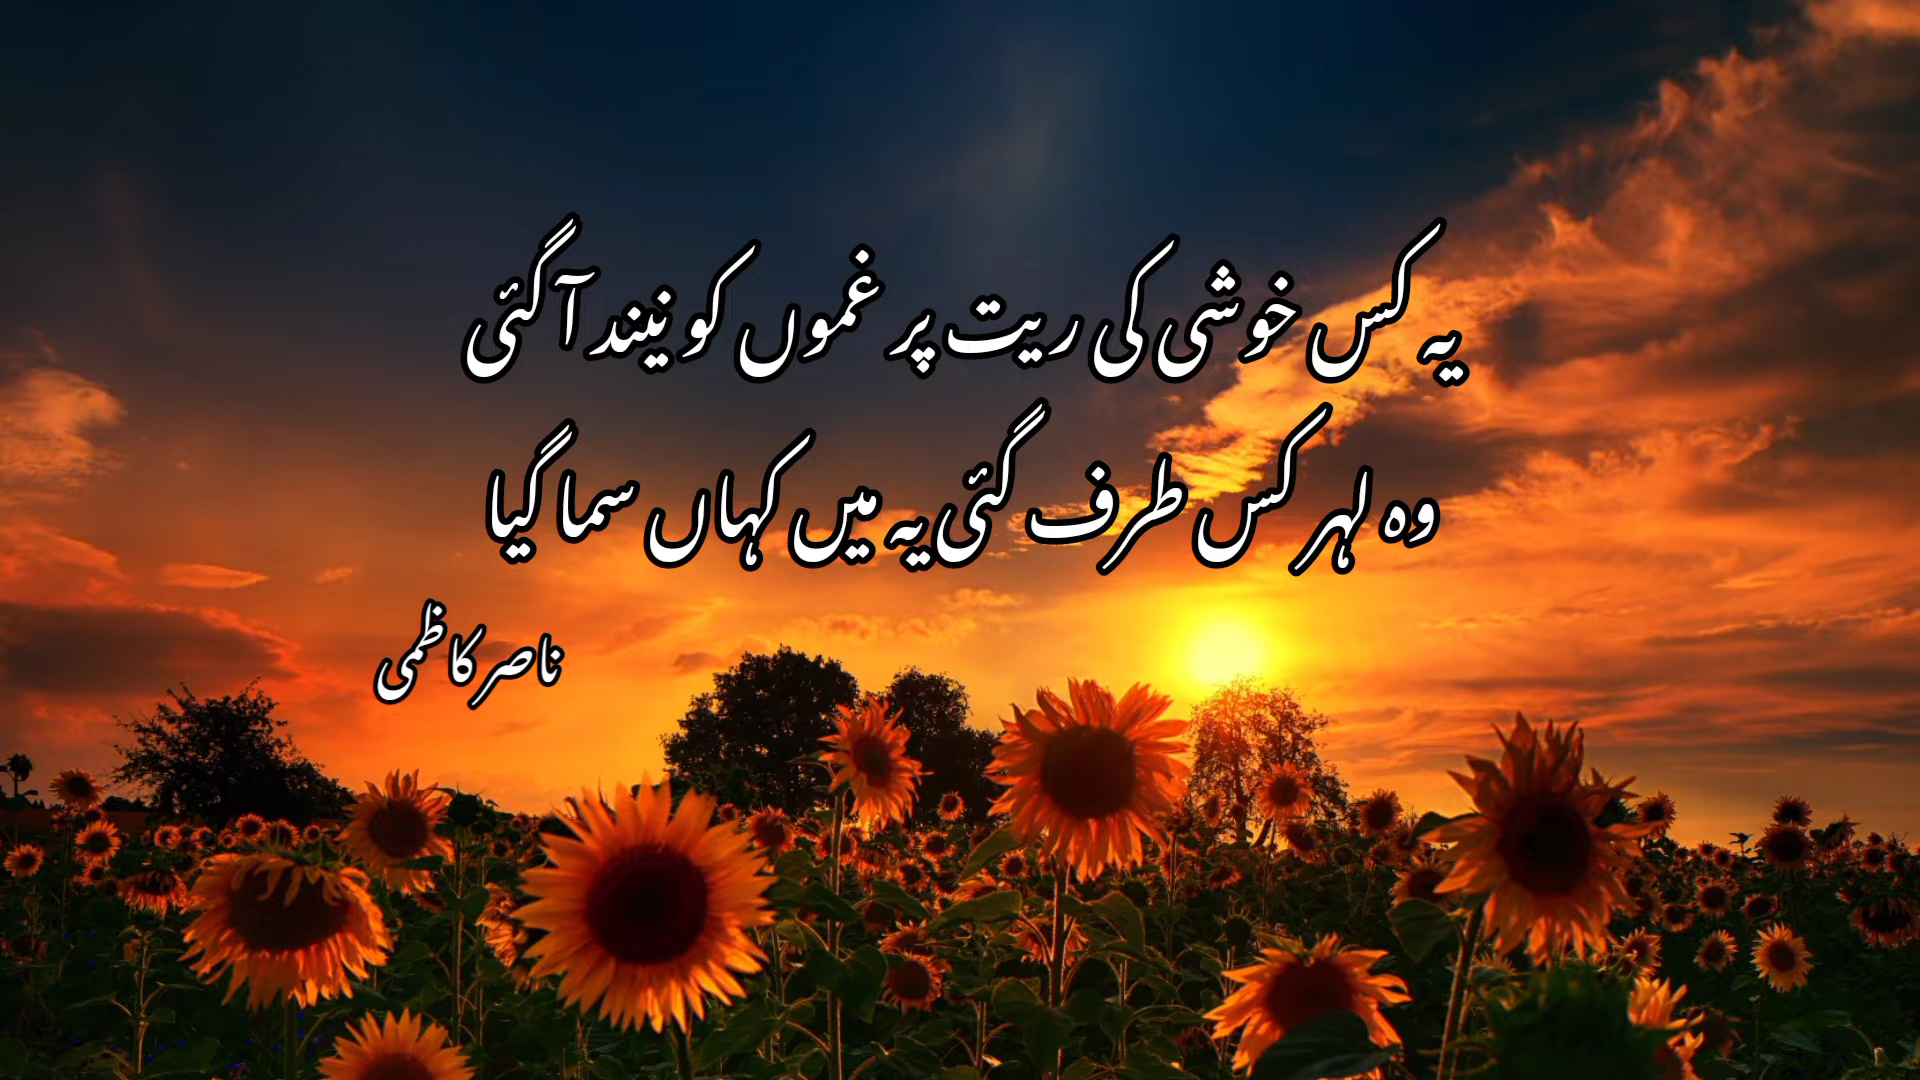 یہ کس خوشی کی ریت پر غموں کو نیند آ گئی
وہ لہر کس طرف گئی یہ میں کہاں سما گیا
ناصر کاظمی